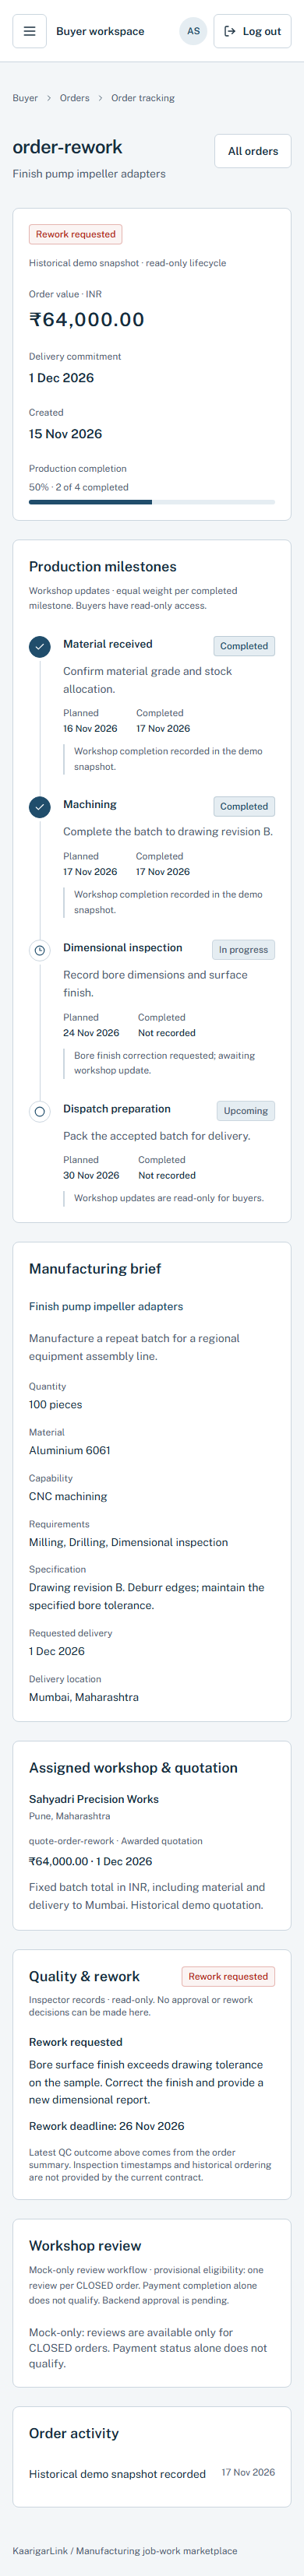 Buyer workspace
AS
Log out
Buyer > Orders > Order tracking
order-rework
Finish pump impeller adapters
All orders
Rework requested
Historical demo snapshot · read-only lifecycle
Order value · INR
₹64,000.00
Delivery commitment
1 Dec 2026
Created
15 Nov 2026
Production completion
50% · 2 of 4 completed
Production milestones
Workshop updates · equal weight per completed
milestone. Buyers have read-only access.
Material received
Completed
Confirm material grade and stock
allocation.
Planned Completed
16 Nov 2026 17 Nov 2026
Workshop completion recorded in the demo
snapshot.
Machining
Completed
Complete the batch to drawing revision B.
Planned Completed
17 Nov 2026 17 Nov 2026
Workshop completion recorded in the demo
snapshot.
Dimensional inspection
In progress
Record bore dimensions and surface
finish.
Planned Completed
24 Nov 2026 Not recorded
Bore finish correction requested; awaiting
workshop update.
Dispatch preparation
Upcoming
Pack the accepted batch for delivery.
Planned Completed
30 Nov 2026 Not recorded
Workshop updates are read-only for buyers.
Manufacturing brief
Finish pump impeller adapters
Manufacture a repeat batch for a regional
equipment assembly line.
Quantity
100 pieces
Material
Aluminium 6061
Capability
CNC machining
Requirements
Milling, Drilling, Dimensional inspection
Specification
Drawing revision B. Deburr edges; maintain the
specified bore tolerance.
Requested delivery
1 Dec 2026
Delivery location
Mumbai, Maharashtra
Assigned workshop & quotation
Sahyadri Precision Works
Pune, Maharashtra
quote-order-rework · Awarded quotation
₹64,000.00 · 1 Dec 2026
Fixed batch total in INR, including material and
delivery to Mumbai. Historical demo quotation.
Quality & rework
Rework requested
Inspector records · read-only. No approval or rework
decisions can be made here.
Rework requested
Bore surface finish exceeds drawing tolerance
on the sample. Correct the finish and provide a
new dimensional report.
Rework deadline: 26 Nov 2026
Latest QC outcome above comes from the order
summary. Inspection timestamps and historical ordering
are not provided by the current contract.
Workshop review
Mock-only review workflow · provisional eligibility: one
review per CLOSED order. Payment completion alone
does not qualify. Backend approval is pending.
Mock-only: reviews are available only for
CLOSED orders. Payment status alone does not
qualify.
Order activity
Historical demo snapshot recorded
17 Nov 2026
KaarigarLink / Manufacturing job-work marketplace